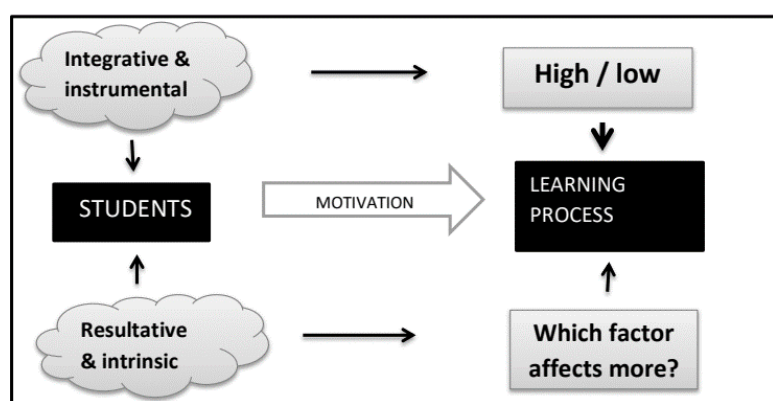 Integrative &
instrumental
High / low
STUDENTS
MOTIVATION
LEARNING
PROCESS
Resultative
& intrinsic
Which factor
affects more?